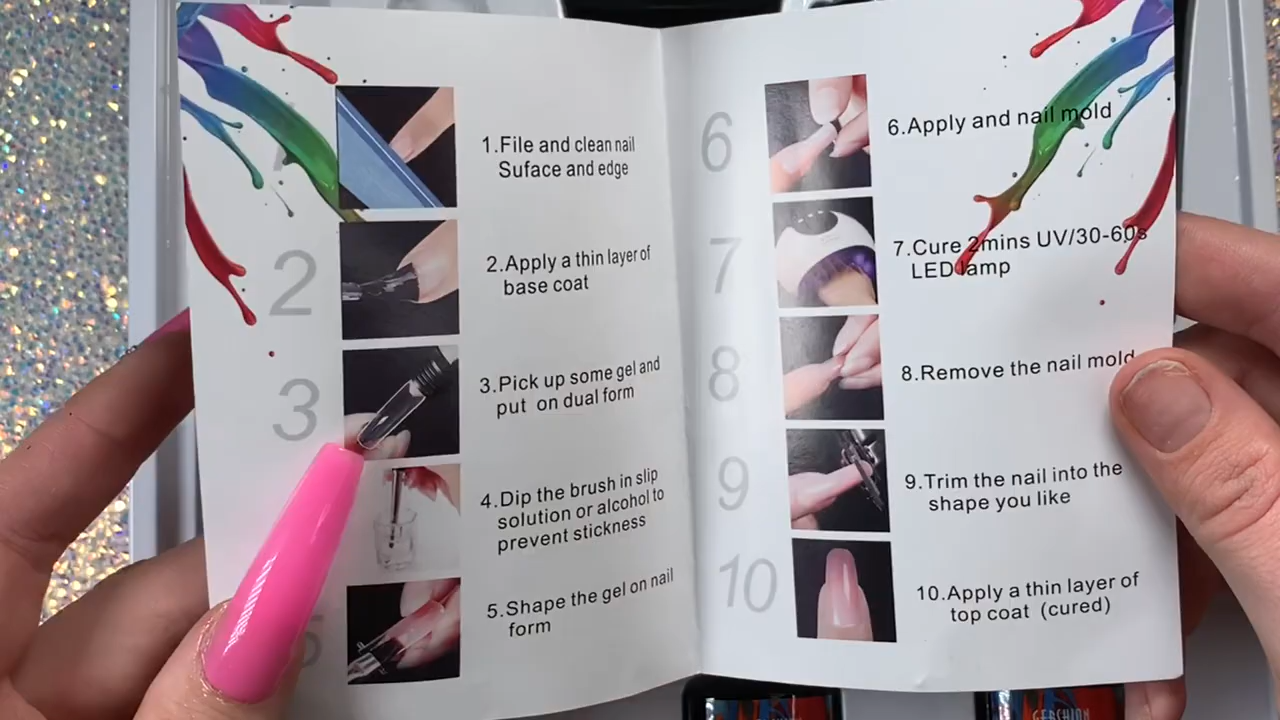 1.File and clean nail
Suface and edge
2
2.Apply a thin layer of
base coat
3
3.Pick up some gel and
put on dual form
4.Dip the brush in slip
solution or alcohol to
prevent stickness
5
5.Shape the gel on nail
form
6
6.Apply and nail mold
7
7.Cure 2mins UV/30-60s
LED lamp
8
8.Remove the nail mold
9
9.Trim the nail into the
shape you like
10
10.Apply a thin layer of
top coat (cured)
GERSHION